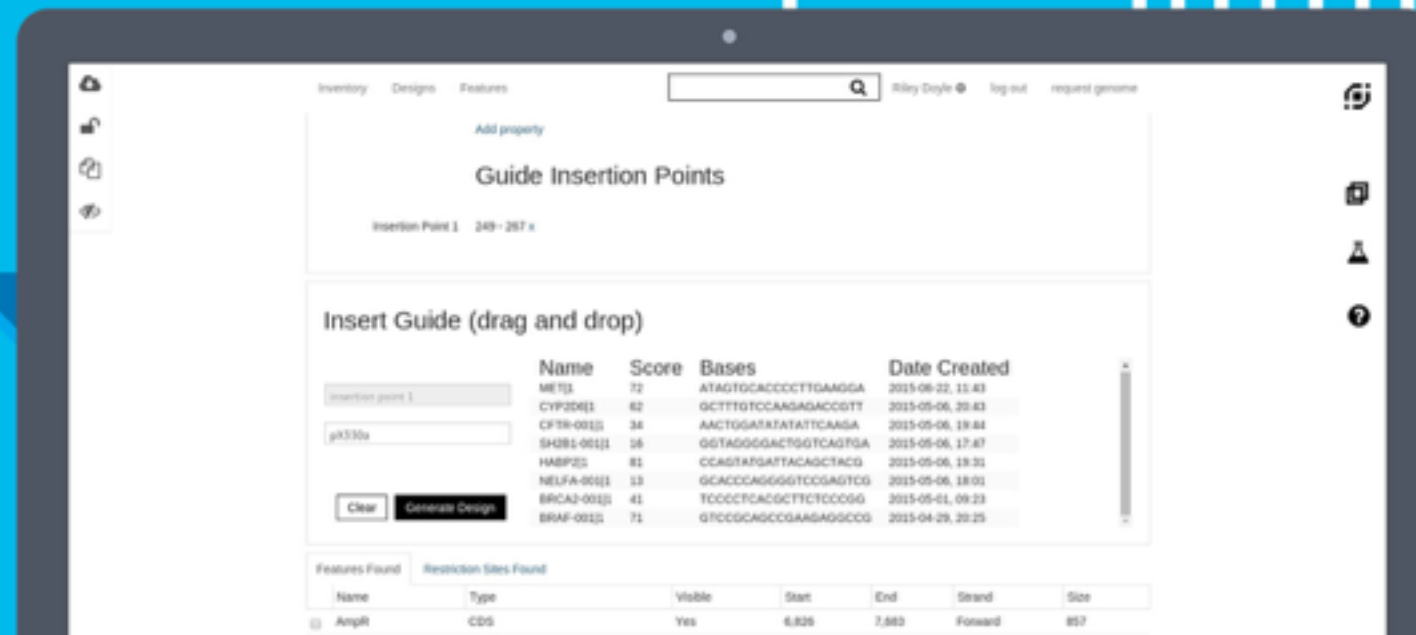 Inventory Designs Features Riley Doyle log out request genome
Add property
Guide Insertion Points
Insertion Point 1 249 - 267 x
Insert Guide (drag and drop)
Name Score Bases Date Created
MET|1 72 ATAGTGCACCCCTTGAAGGA 2015-06-22, 11:43
insertion point 1
CYP2D6|1 62 GCTTTGTCCAAGAGACCGTT 2015-05-06, 20:43
CFTR-001|1 34 AACTGGATATATATTCAAGA 2015-05-06, 19:44
pX330a
SH2B1-001|1 16 GGTAGGGGACTGGTCAGTGA 2015-05-06, 17:47
HABP2|1 81 CCAGTATGATTACAGCTACG 2015-05-06, 19:31
NELFA-001|1 13 GCACCCAGGGGTCCGAGTCG 2015-05-06, 18:01
BRCA2-001|1 41 TCCCCTCACGCTTCTCCCGG 2015-05-01, 09:23
Clear Generate Design
BRAF-001|1 71 GTCCGCAGCCGAAGAGGCCG 2015-04-29, 20:25
Features Found Restriction Sites Found
Name Type Visible Start End Strand Size
AmpR CDS Yes 6,826 7,683 Forward 857